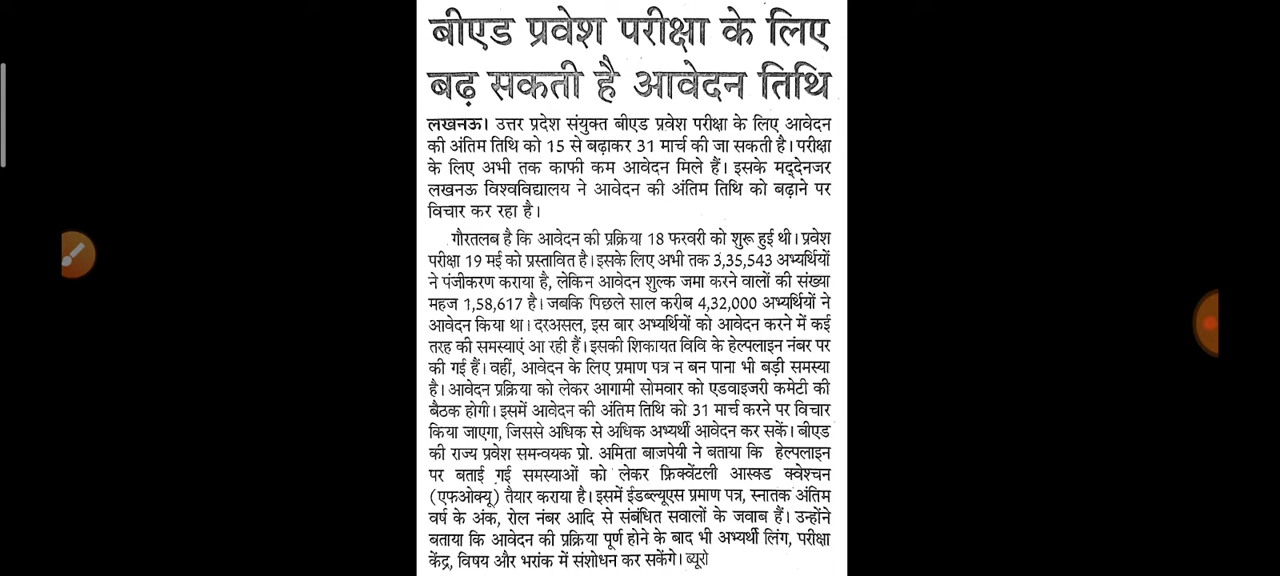 बीएड प्रवेश परीक्षा के लिए
बढ़ सकती है आवेदन तिथि
लखनऊ। उत्तर प्रदेश संयुक्त बीएड प्रवेश परीक्षा के लिए आवेदन
की अंतिम तिथि को 15 से बढ़ाकर 31 मार्च की जा सकती है। परीक्षा
के लिए अभी तक काफी कम आवेदन मिले हैं। इसके मद्देनजर
लखनऊ विश्वविद्यालय ने आवेदन की अंतिम तिथि को बढ़ाने पर
विचार कर रहा है।
गौरतलब है कि आवेदन की प्रक्रिया 18 फरवरी को शुरू हुई थी। प्रवेश
परीक्षा 19 मई को प्रस्तावित है। इसके लिए अभी तक 3,35,543 अभ्यर्थियों
ने पंजीकरण कराया है, लेकिन आवेदन शुल्क जमा करने वालों की संख्या
महज 1,58,617 है। जबकि पिछले साल करीब 4,32,000 अभ्यर्थियों ने
आवेदन किया था। दरअसल, इस बार अभ्यर्थियों को आवेदन करने में कई
तरह की समस्याएं आ रही हैं। इसकी शिकायत विवि के हेल्पलाइन नंबर पर
की गई हैं। वहीं, आवेदन के लिए प्रमाण पत्र न बन पाना भी बड़ी समस्या
है। आवेदन प्रक्रिया को लेकर आगामी सोमवार को एडवाइजरी कमेटी की
बैठक होगी। इसमें आवेदन की अंतिम तिथि को 31 मार्च करने पर विचार
किया जाएगा, जिससे अधिक से अधिक अभ्यर्थी आवेदन कर सकें। बीएड
की राज्य प्रवेश समन्वयक प्रो. अमिता बाजपेयी ने बताया कि हेल्पलाइन
पर बताई गई समस्याओं को लेकर फ्रिक्वेंटली आस्क्ड क्वेश्चन
(एफओक्यू) तैयार कराया है। इसमें ईडब्ल्यूएस प्रमाण पत्र, स्नातक अंतिम
वर्ष के अंक, रोल नंबर आदि से संबंधित सवालों के जवाब हैं। उन्होंने
बताया कि आवेदन की प्रक्रिया पूर्ण होने के बाद भी अभ्यर्थी लिंग, परीक्षा
केंद्र, विषय और भरांक में संशोधन कर सकेंगे। ब्यूरो